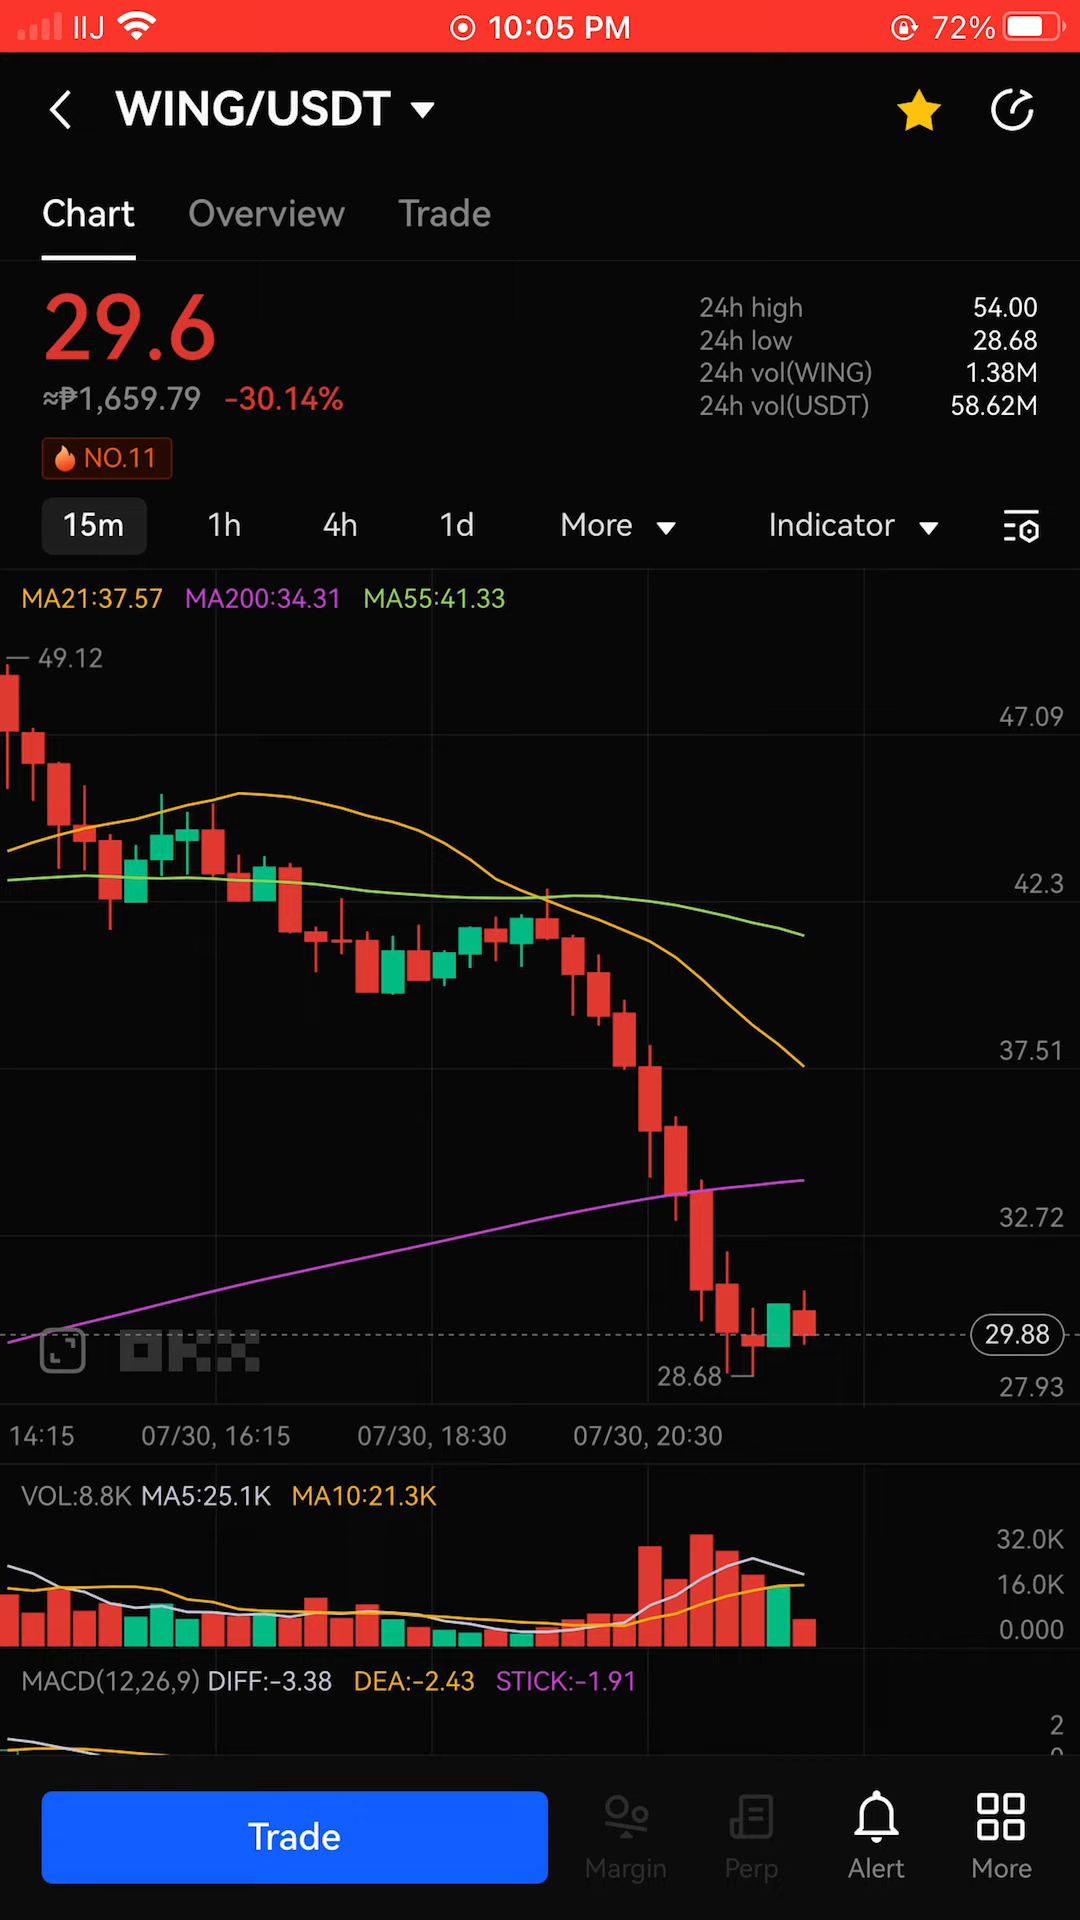 IIJ 10:05 PM 72%
WING/USDT
Chart Overview Trade
29.6
≈₱1,659.79 -30.14%
NO.11
24h high 54.00
24h low 28.68
24h vol(WING) 1.38M
24h vol(USDT) 58.62M
15m 1h 4h 1d More Indicator
MA21:37.57 MA200:34.31 MA55:41.33
49.12
47.09
42.3
37.51
32.72
29.88
28.68
27.93
OKX
14:15 07/30, 16:15 07/30, 18:30 07/30, 20:30
VOL:8.8K MA5:25.1K MA10:21.3K
32.0K
16.0K
0.000
MACD(12,26,9) DIFF:-3.38 DEA:-2.43 STICK:-1.91
2
Trade Margin Perp Alert More